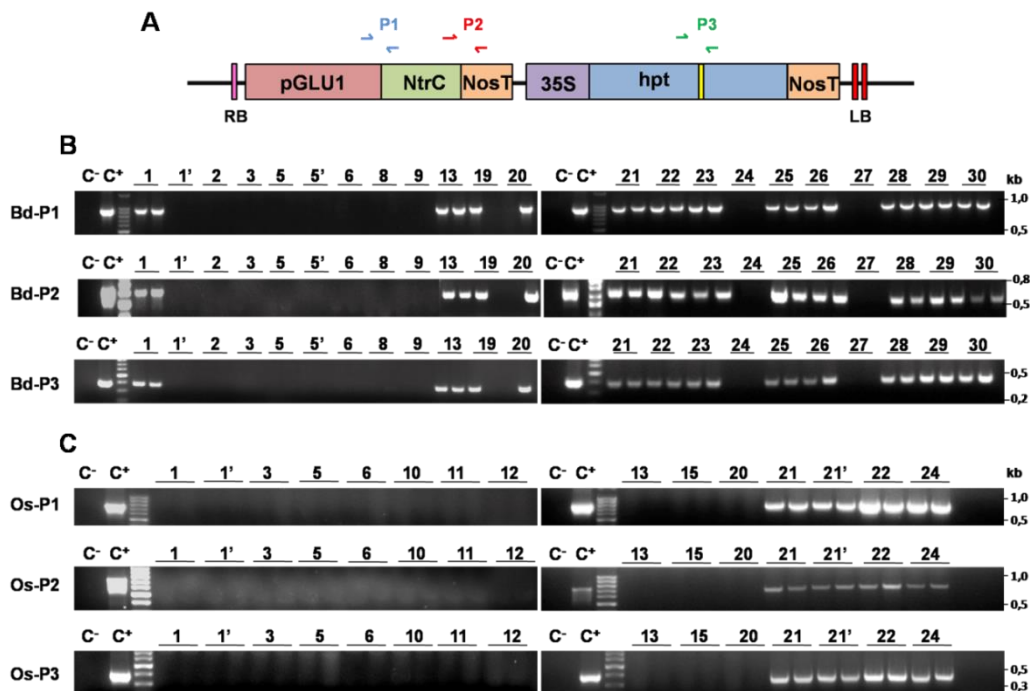 A
P1 P2 P3
pGLU1 NtrC NosT 35S hpt NosT
RB LB
B
C- C+ 1 1' 2 3 5 5' 6 8 9 13 19 20 C- C+ 21 22 23 24 25 26 27 28 29 30 kb
Bd-P1 1,0
0,5
C- C+ 1 1' 2 3 5 5' 6 8 9 13 19 20 C- C+ 21 22 23 24 25 26 27 28 29 30
Bd-P2 0,8
0,5
C- C+ 1 1' 2 3 5 5' 6 8 9 13 19 20 C- C+ 21 22 23 24 25 26 27 28 29 30
Bd-P3 0,5
0,2
C
C- C+ 1 1' 3 5 6 10 11 12 C- C+ 13 15 20 21 21' 22 24 kb
Os-P1 1,0
0,5
C- C+ 1 1' 3 5 6 10 11 12 C- C+ 13 15 20 21 21' 22 24
Os-P2 1,0
0,5
C- C+ 1 1' 3 5 6 10 11 12 C- C+ 13 15 20 21 21' 22 24
Os-P3 0,5
0,3